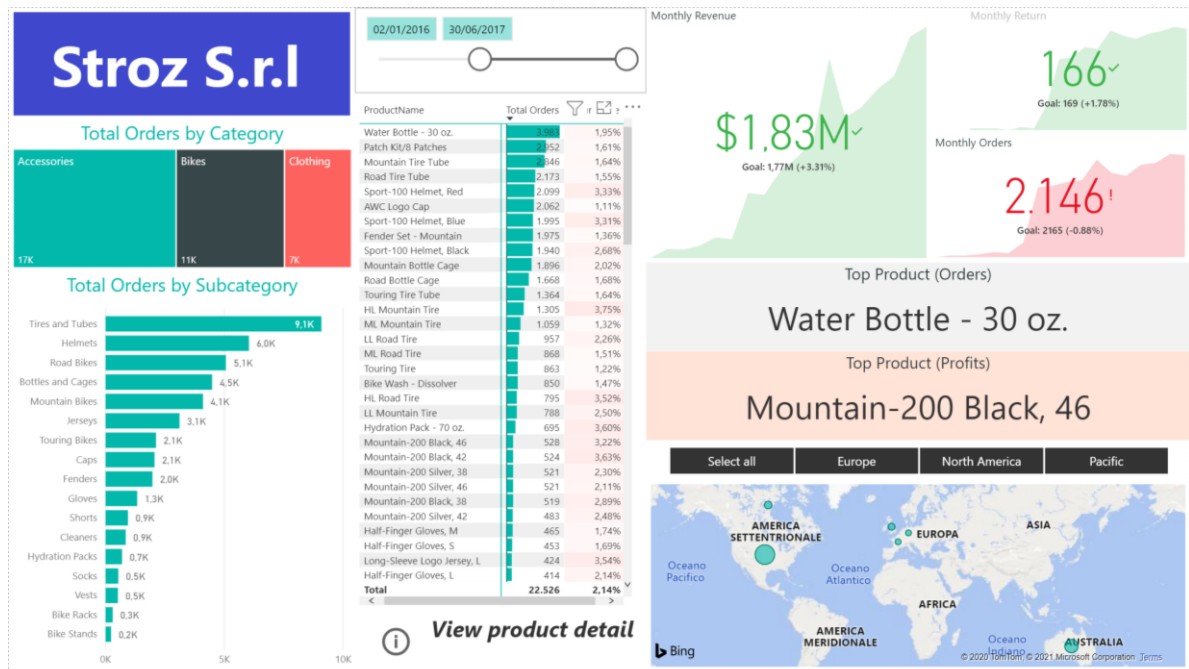 Stroz S.r.l
Total Orders by Category
Accessories
17K
Bikes
11K
Clothing
7K
Total Orders by Subcategory
Tires and Tubes 9,1K
Helmets 6,0K
Road Bikes 5,1K
Bottles and Cages 4,5K
Mountain Bikes 4,1K
Jerseys 3,1K
Touring Bikes 2,1K
Caps 2,1K
Fenders 2,0K
Gloves 1,3K
Shorts 0,9K
Cleaners 0,9K
Hydration Packs 0,7K
Socks 0,5K
Vests 0,5K
Bike Racks 0,3K
Bike Stands 0,2K
0K 5K 10K
02/01/2016 30/06/2017
ProductName Total Orders
Water Bottle - 30 oz. 3.983 1,95%
Patch Kit/8 Patches 2.952 1,61%
Mountain Tire Tube 2.846 1,64%
Road Tire Tube 2.173 1,55%
Sport-100 Helmet, Red 2.099 3,33%
AWC Logo Cap 2.062 1,11%
Sport-100 Helmet, Blue 1.995 3,31%
Fender Set - Mountain 1.975 1,36%
Sport-100 Helmet, Black 1.940 2,68%
Mountain Bottle Cage 1.896 2,02%
Road Bottle Cage 1.668 1,68%
Touring Tire Tube 1.364 1,64%
HL Mountain Tire 1.305 3,75%
ML Mountain Tire 1.059 1,32%
LL Road Tire 957 2,26%
ML Road Tire 868 1,51%
Touring Tire 863 1,22%
Bike Wash - Dissolver 850 1,47%
HL Road Tire 795 3,52%
LL Mountain Tire 788 2,50%
Hydration Pack - 70 oz. 695 3,60%
Mountain-200 Black, 46 528 3,22%
Mountain-200 Black, 42 524 3,63%
Mountain-200 Silver, 38 521 2,30%
Mountain-200 Silver, 46 521 2,11%
Mountain-200 Black, 38 519 2,89%
Mountain-200 Silver, 42 483 2,48%
Half-Finger Gloves, M 465 1,74%
Half-Finger Gloves, S 453 1,69%
Long-Sleeve Logo Jersey, L 424 3,54%
Half-Finger Gloves, L 414 2,14%
Total 22.526 2,14%
View product detail
Monthly Revenue
$1,83M
Goal: 1,77M (+3.31%)
Monthly Return
166
Goal: 169 (+1.78%)
Monthly Orders
2.146!
Goal: 2165 (-0.88%)
Top Product (Orders)
Water Bottle - 30 oz.
Top Product (Profits)
Mountain-200 Black, 46
Select all Europe North America Pacific
AMERICA
SETTENTRIONALE
EUROPA
ASIA
Oceano
Pacifico
Oceano
Atlantico
AFRICA
AMERICA
MERIDIONALE
Oceano
Indiano
AUSTRALIA
Bing
© 2020 TomTom, © 2021 Microsoft Corporation Terms